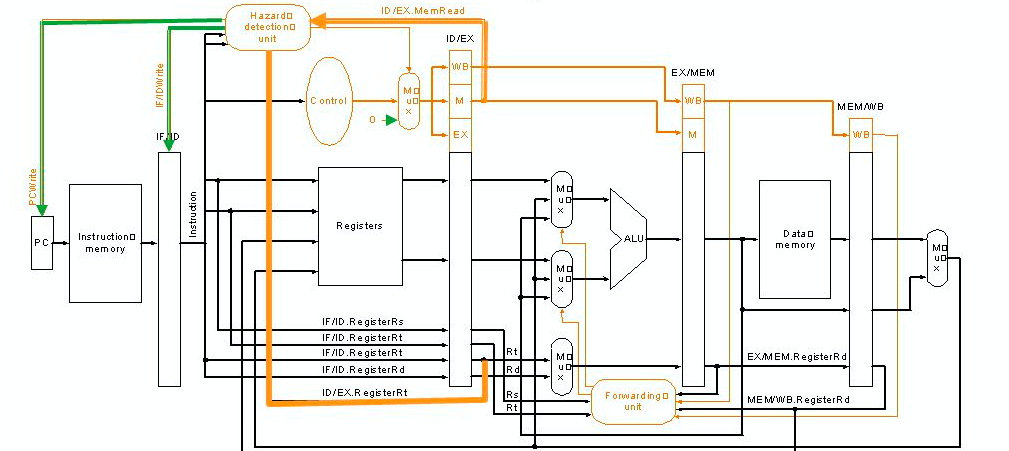 Hazard
detection
unit
ID/EX.MemRead
ID/EX
WB
M
EX
Control
M
u
x
0
IF/IDWrite
PCWrite
IF/ID
EX/MEM
WB
M
MEM/WB
WB
PC
Instruction
memory
Instruction
Registers
M
u
x
M
u
x
ALU
Data
memory
M
u
x
IF/ID.RegisterRs
IF/ID.RegisterRt
IF/ID.RegisterRt
IF/ID.RegisterRd
ID/EX.RegisterRt
Rt
Rd
Rs
Rt
M
u
x
Forwarding
unit
EX/MEM.RegisterRd
MEM/WB.RegisterRd